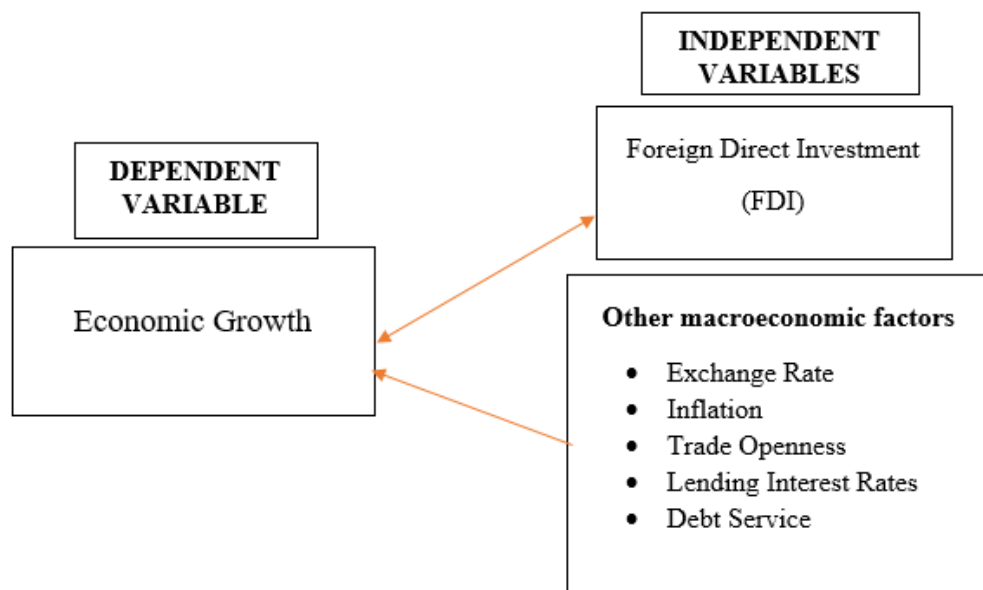 INDEPENDENT
VARIABLES
Foreign Direct Investment
(FDI)
DEPENDENT
VARIABLE
Economic Growth
Other macroeconomic factors
• Exchange Rate
• Inflation
• Trade Openness
• Lending Interest Rates
• Debt Service